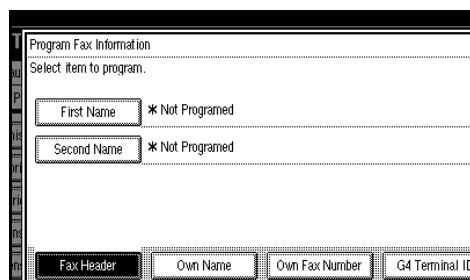 Program Fax Information
Select item to program.
First Name * Not Programed
Second Name * Not Programed
Fax Header Own Name Own Fax Number G4 Terminal